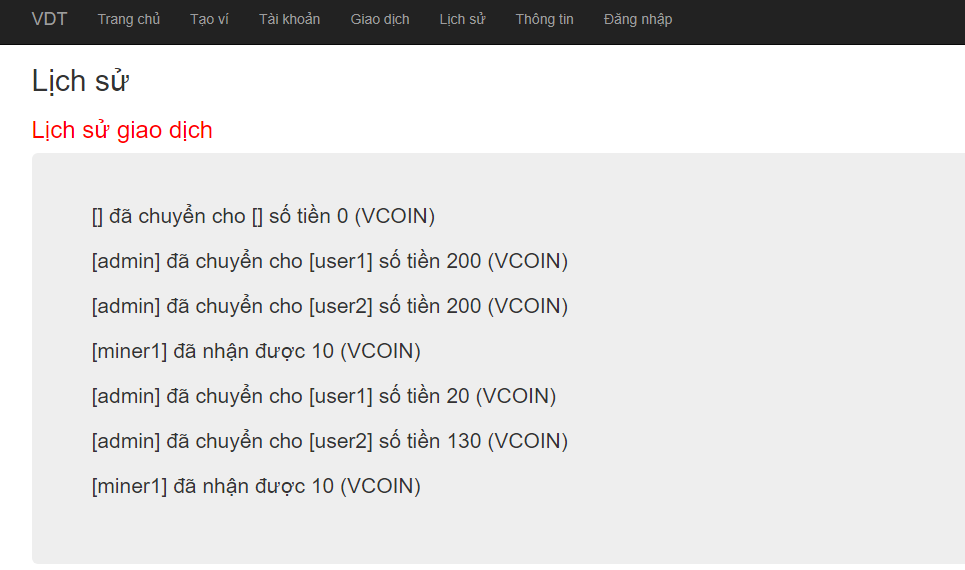 VDT Trang chủ Tạo ví Tài khoản Giao dịch Lịch sử Thông tin Đăng nhập
Lịch sử
Lịch sử giao dịch
[] đã chuyển cho [] số tiền 0 (VCOIN)
[admin] đã chuyển cho [user1] số tiền 200 (VCOIN)
[admin] đã chuyển cho [user2] số tiền 200 (VCOIN)
[miner1] đã nhận được 10 (VCOIN)
[admin] đã chuyển cho [user1] số tiền 20 (VCOIN)
[admin] đã chuyển cho [user2] số tiền 130 (VCOIN)
[miner1] đã nhận được 10 (VCOIN)